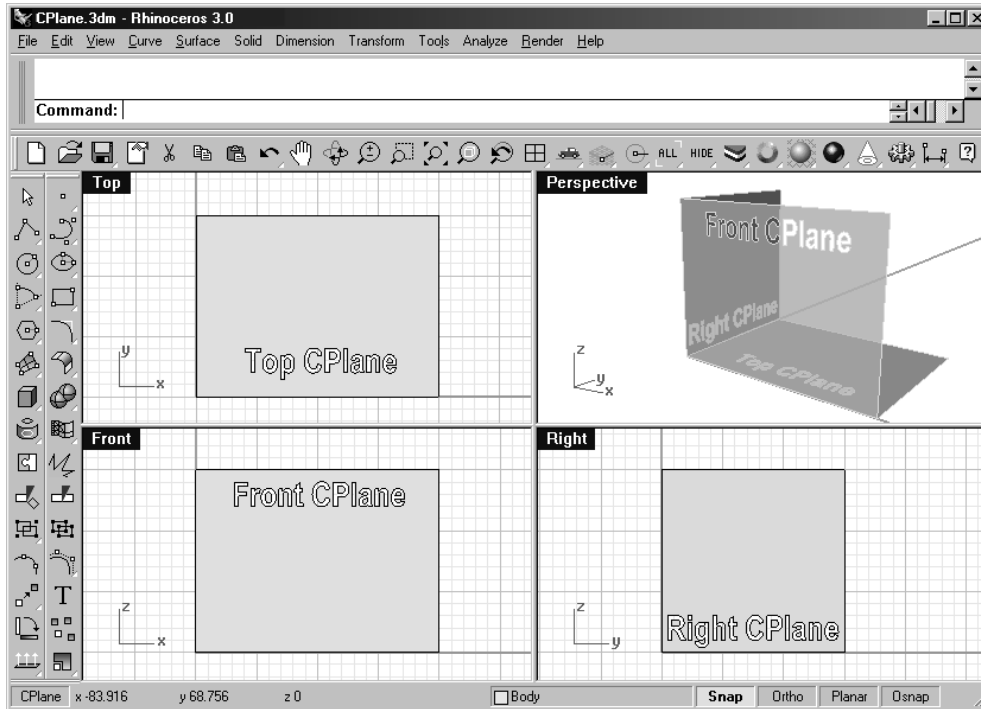 CPlane.3dm - Rhinoceros 3.0
File Edit View Curve Surface Solid Dimension Transform Tools Analyze Render Help
Command:
ALL HIDE
Top
Perspective
Top CPlane
y
x
Front CPlane
Right CPlane
Top CPlane
z
y
x
Front
Right
Front CPlane
z
x
Right CPlane
z
y
T
CPlane x -83.916 y 68.756 z 0 Body Snap Ortho Planar Osnap